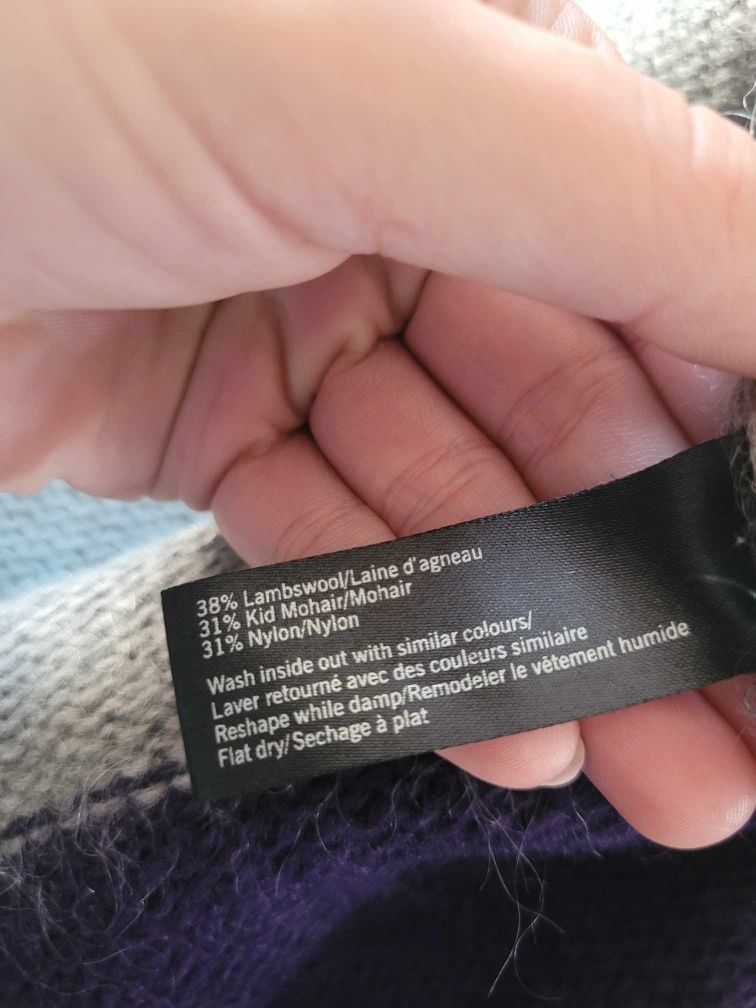 38% Lambswool/Laine d'agneau
31% Kid Mohair/Mohair
31% Nylon/Nylon
Wash inside out with similar colours/
Laver retourné avec des couleurs similaire
Reshape while damp/Remodeler le vêtement humide
Flat dry/Sechage à plat